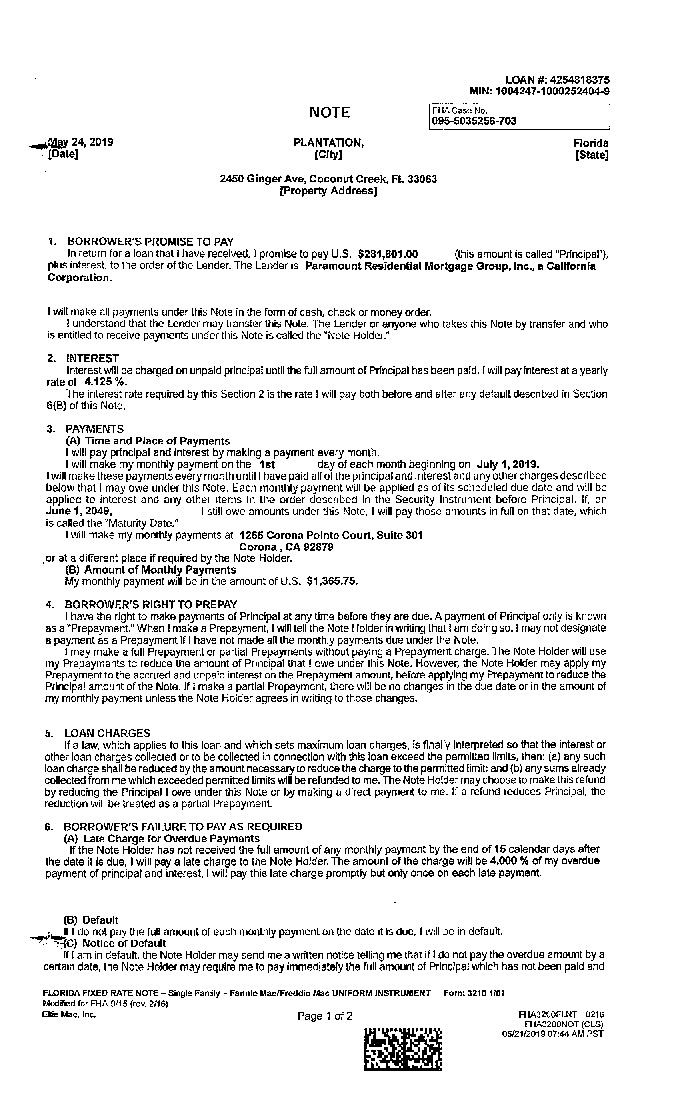 LOAN #: 4254818375
MIN: 1004247-1000252404-9
NOTE
FHA Case No.
095-5035256-703
May 24, 2019
[Date]
PLANTATION,
[City]
Florida
[State]
2450 Ginger Ave, Coconut Creek, FL 33063
[Property Address]
1. BORROWER'S PROMISE TO PAY
In return for a loan that I have received, I promise to pay U.S. $281,801.00 (this amount is called "Principal"),
plus interest, to the order of the Lender. The Lender is Paramount Residential Mortgage Group, Inc., a California
Corporation.
I will make all payments under this Note in the form of cash, check or money order.
I understand that the Lender may transfer this Note. The Lender or anyone who takes this Note by transfer and who
is entitled to receive payments under this Note is called the "Note Holder."
2. INTEREST
Interest will be charged on unpaid principal until the full amount of Principal has been paid. I will pay interest at a yearly
rate of 4.125 %.
The interest rate required by this Section 2 is the rate I will pay both before and after any default described in Section
6(B) of this Note.
3. PAYMENTS
(A) Time and Place of Payments
I will pay principal and interest by making a payment every month.
I will make my monthly payment on the 1st day of each month beginning on July 1, 2019.
I will make these payments every month until I have paid all of the principal and interest and any other charges described
below that I may owe under this Note. Each monthly payment will be applied as of its scheduled due date and will be
applied to interest and any other items in the order described in the Security Instrument before Principal. If, on
June 1, 2049, I still owe amounts under this Note, I will pay those amounts in full on that date, which
is called the "Maturity Date."
I will make my monthly payments at 1265 Corona Pointe Court, Suite 301
Corona , CA 92879
or at a different place if required by the Note Holder.
(B) Amount of Monthly Payments
My monthly payment will be in the amount of U.S. $1,365.75.
4. BORROWER'S RIGHT TO PREPAY
I have the right to make payments of Principal at any time before they are due. A payment of Principal only is known
as a "Prepayment." When I make a Prepayment, I will tell the Note Holder in writing that I am doing so. I may not designate
a payment as a Prepayment if I have not made all the monthly payments due under the Note.
I may make a full Prepayment or partial Prepayments without paying a Prepayment charge. The Note Holder will use
my Prepayments to reduce the amount of Principal that I owe under this Note. However, the Note Holder may apply my
Prepayment to the accrued and unpaid interest on the Prepayment amount, before applying my Prepayment to reduce the
Principal amount of the Note. If I make a partial Prepayment, there will be no changes in the due date or in the amount of
my monthly payment unless the Note Holder agrees in writing to those changes.
5. LOAN CHARGES
If a law, which applies to this loan and which sets maximum loan charges, is finally interpreted so that the interest or
other loan charges collected or to be collected in connection with this loan exceed the permitted limits, then: (a) any such
loan charge shall be reduced by the amount necessary to reduce the charge to the permitted limit; and (b) any sums already
collected from me which exceeded permitted limits will be refunded to me. The Note Holder may choose to make this refund
by reducing the Principal I owe under this Note or by making a direct payment to me. If a refund reduces Principal, the
reduction will be treated as a partial Prepayment.
6. BORROWER'S FAILURE TO PAY AS REQUIRED
(A) Late Charge for Overdue Payments
If the Note Holder has not received the full amount of any monthly payment by the end of 15 calendar days after
the date it is due, I will pay a late charge to the Note Holder. The amount of the charge will be 4.000 % of my overdue
payment of principal and interest. I will pay this late charge promptly but only once on each late payment.
(B) Default
If I do not pay the full amount of each monthly payment on the date it is due, I will be in default.
(C) Notice of Default
If I am in default, the Note Holder may send me a written notice telling me that if I do not pay the overdue amount by a
certain date, the Note Holder may require me to pay immediately the full amount of Principal which has not been paid and
FLORIDA FIXED RATE NOTE – Single Family – Fannie Mae/Freddie Mac UNIFORM INSTRUMENT Form 3210 1/01
Modified for FHA 9/15 (rev. 2/16)
Ellie Mae, Inc.
Page 1 of 2
FHA3200FLNT 0216
FHA3200NOT (CLS)
05/21/2019 07:44 AM PST